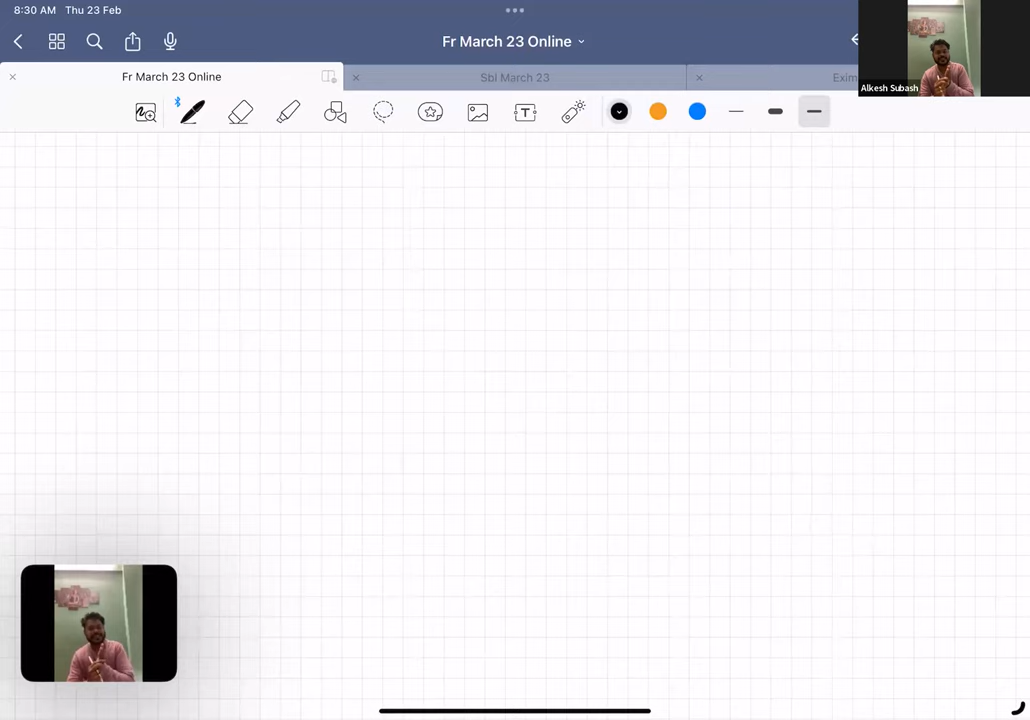 8:30 AM Thu 23 Feb
Fr March 23 Online
Alkesh Subash
Fr March 23 Online
Sbl March 23
Exim
T